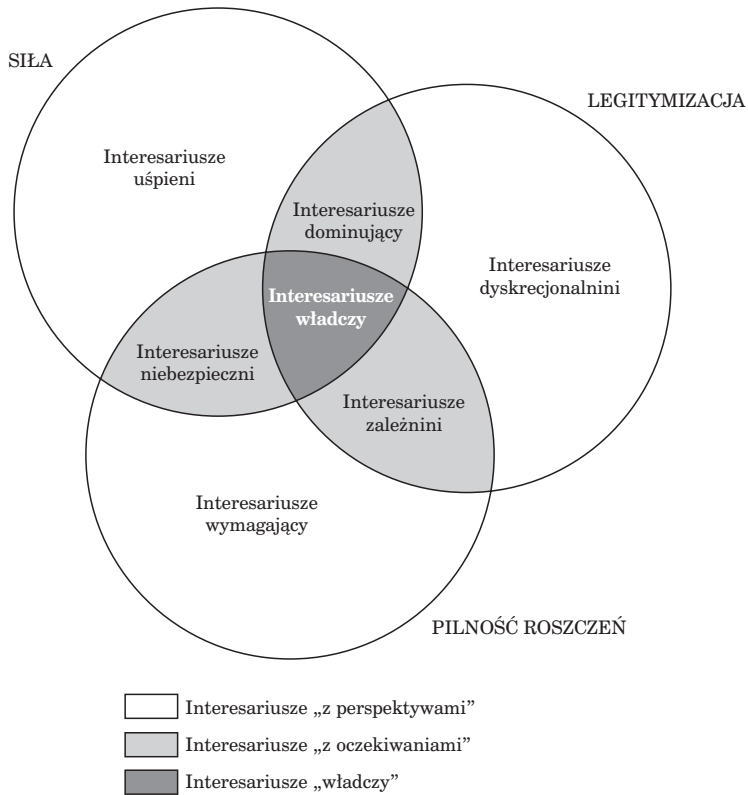 SIŁA
LEGITYMIZACJA
Interesariusze
uśpieni
Interesariusze
dominujący
Interesariusze
dyskrecjonalnini
Interesariusze
władczy
Interesariusze
niebezpieczni
Interesariusze
zależnini
Interesariusze
wymagający
PILNOŚĆ ROSZCZEŃ
Interesariusze „z perspektywami”
Interesariusze „z oczekiwaniami”
Interesariusze „władczy”